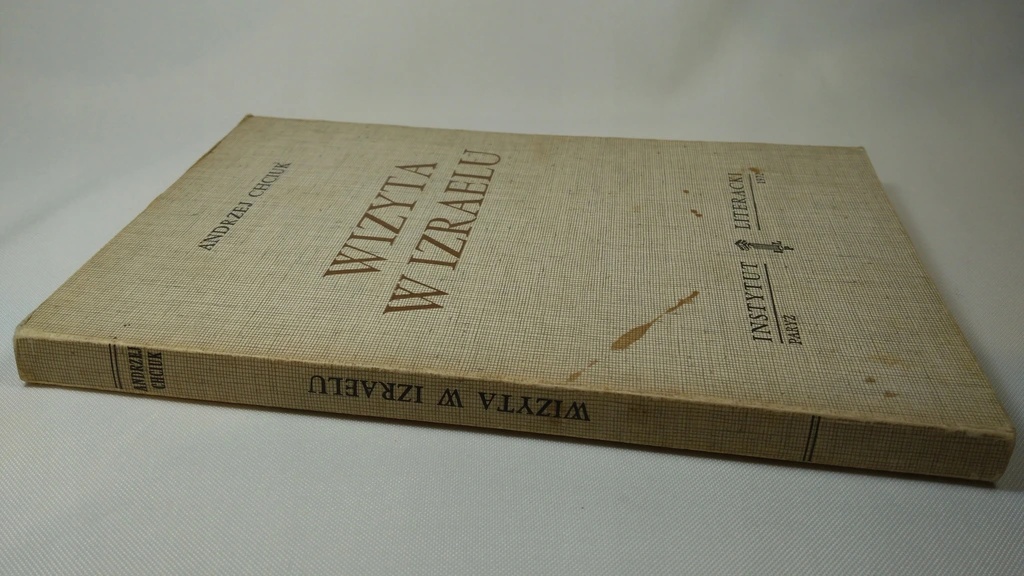 ANDRZEJ CHCIUK
WIZYTA
W IZRAELU
INSTYTUT LITERACKI
PARYŻ
ANDRZEJ
CHCIUK
WIZYTA W IZRAELU